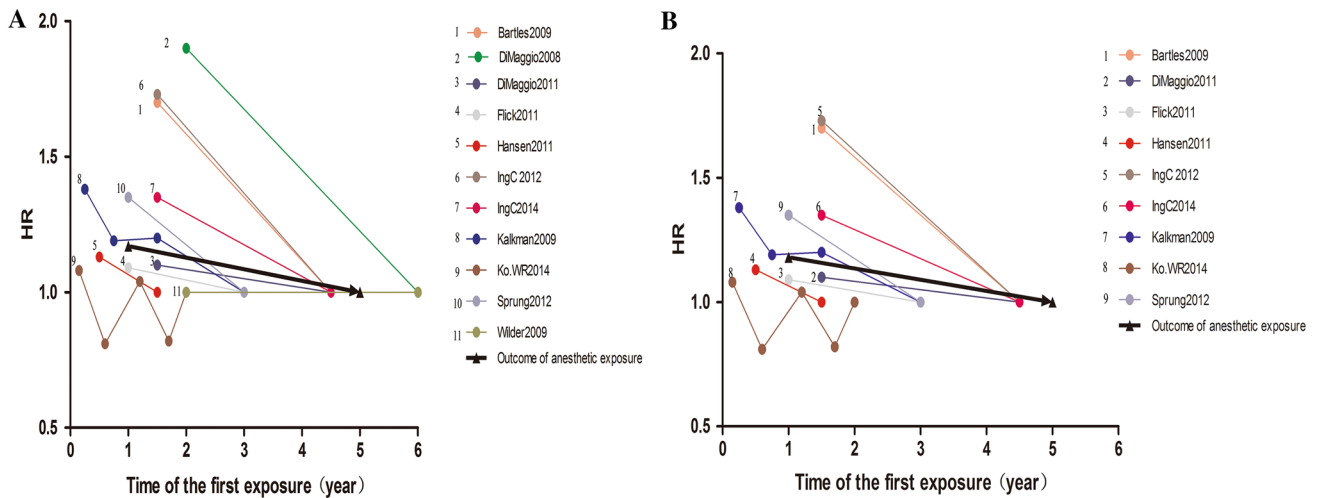 A
2.0
1.5
1.0
0.5
HR
0 1 2 3 4 5 6
Time of the first exposure（year）
2
6
1
8
10
7
5
9
4
3
11
1 Bartles2009
2 DiMaggio2008
3 DiMaggio2011
4 Flick2011
5 Hansen2011
6 IngC 2012
7 IngC2014
8 Kalkman2009
9 Ko.WR2014
10 Sprung2012
11 Wilder2009
Outcome of anesthetic exposure
B
2.0
1.5
1.0
0.5
HR
0 1 2 3 4 5 6
Time of the first exposure（year）
5
1
7
9
6
4
8
3
2
1 Bartles2009
2 DiMaggio2011
3 Flick2011
4 Hansen2011
5 IngC 2012
6 IngC2014
7 Kalkman2009
8 Ko.WR2014
9 Sprung2012
Outcome of anesthetic exposure